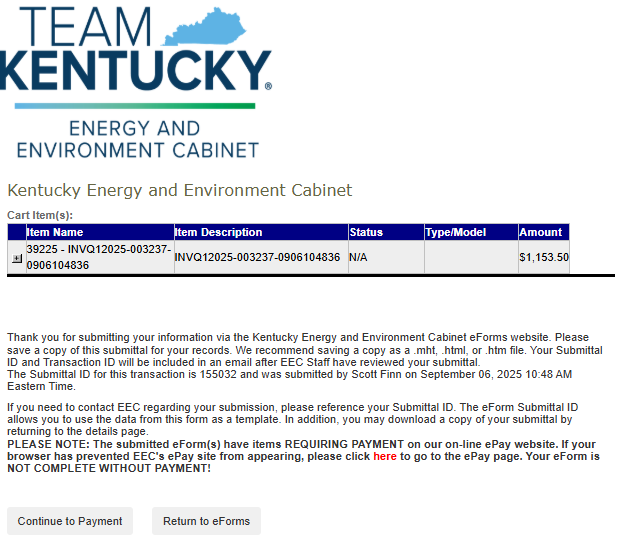 TEAM
KENTUCKY®
ENERGY AND
ENVIRONMENT CABINET
Kentucky Energy and Environment Cabinet
Cart Item(s):
Item Name Item Description Status Type/Model Amount
39225 - INVQ12025-003237-
0906104836 INVQ12025-003237-0906104836 N/A $1,153.50
Thank you for submitting your information via the Kentucky Energy and Environment Cabinet eForms website. Please
save a copy of this submittal for your records. We recommend saving a copy as a .mht, .html, or .htm file. Your Submittal
ID and Transaction ID will be included in an email after EEC Staff have reviewed your submittal.
The Submittal ID for this transaction is 155032 and was submitted by Scott Finn on September 06, 2025 10:48 AM
Eastern Time.
If you need to contact EEC regarding your submission, please reference your Submittal ID. The eForm Submittal ID
allows you to use the data from this form as a template. In addition, you may download a copy of your submittal by
returning to the details page.
PLEASE NOTE: The submitted eForm(s) have items REQUIRING PAYMENT on our on-line ePay website. If your
browser has prevented EEC's ePay site from appearing, please click here to go to the ePay page. Your eForm is
NOT COMPLETE WITHOUT PAYMENT!
Continue to Payment Return to eForms